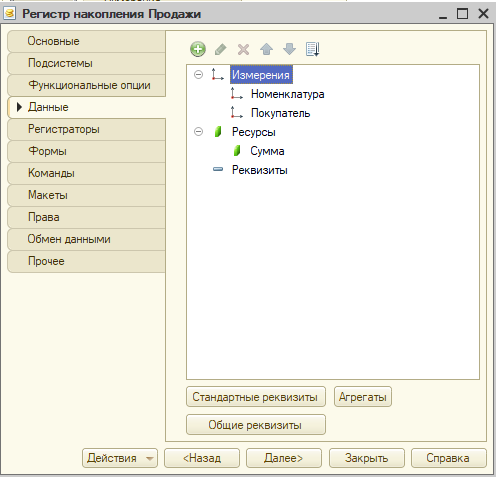 Регистр накопления Продажи
Основные
Подсистемы
Функциональные опции
Данные
Регистраторы
Формы
Команды
Макеты
Права
Обмен данными
Прочее
Измерения
Номенклатура
Покупатель
Ресурсы
Сумма
Реквизиты
Стандартные реквизиты Агрегаты
Общие реквизиты
Действия <Назад Далее> Закрыть Справка